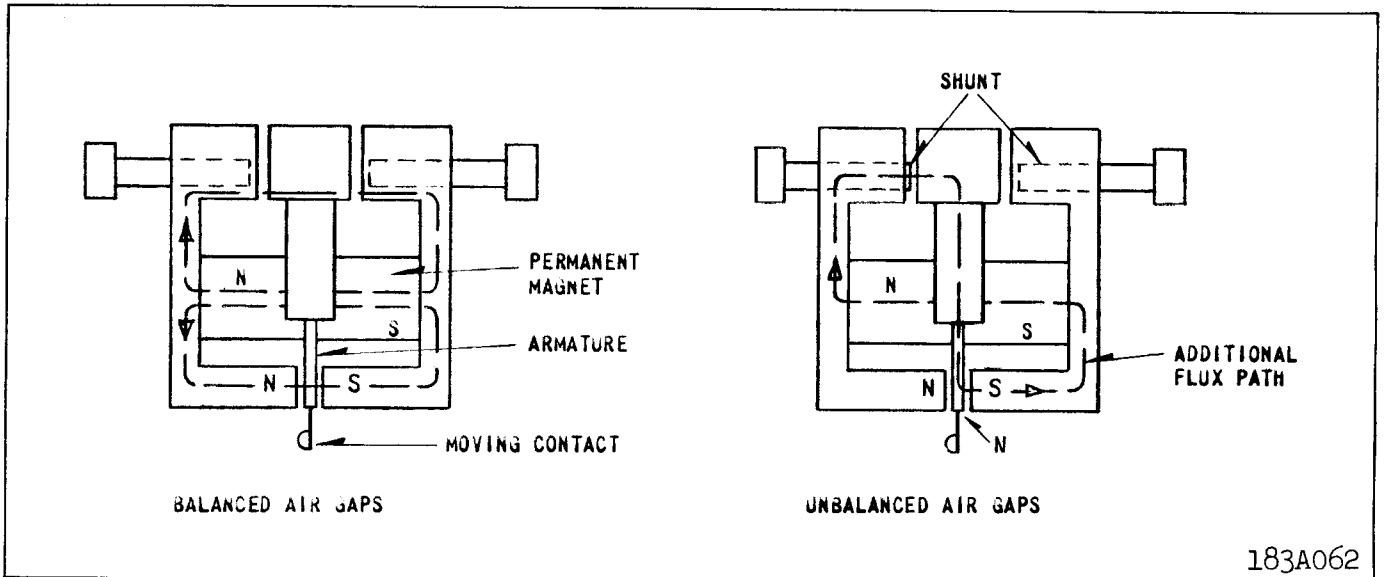 SHUNT
N
PERMANENT
MAGNET
S
ARMATURE
N S
MOVING CONTACT
BALANCED AIR GAPS
N
S
ADDITIONAL
FLUX PATH
N S
N
UNBALANCED AIR GAPS
183A062